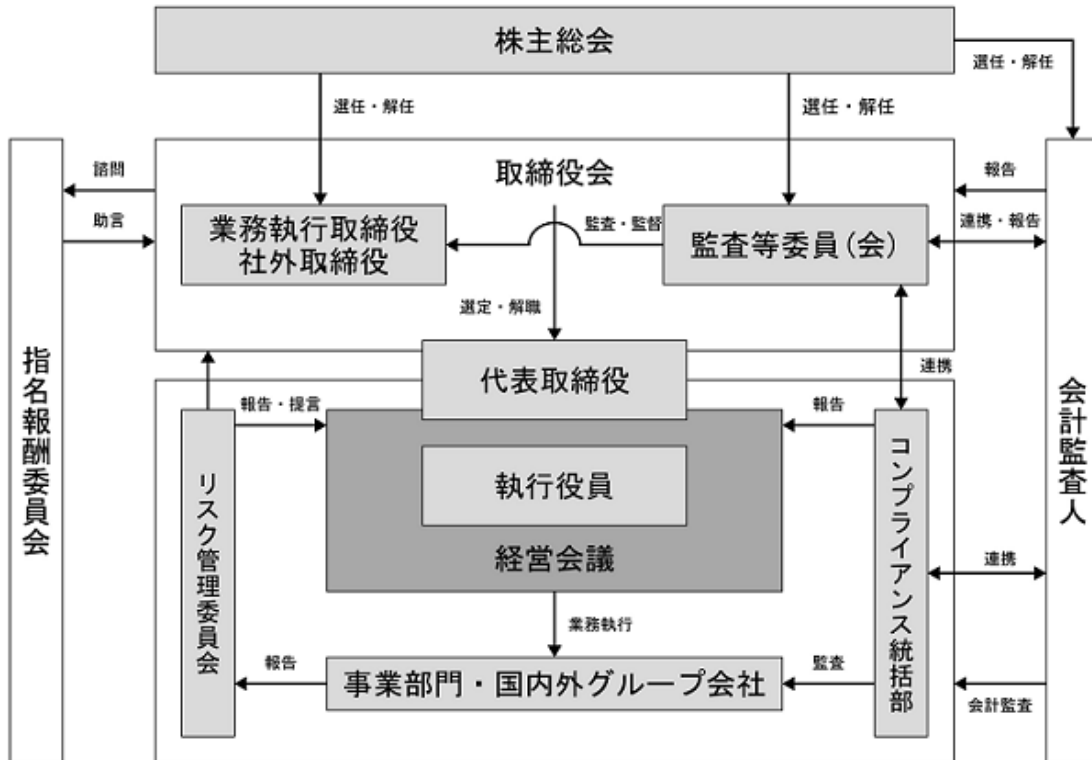 株主総会
選任・解任
選任・解任
選任・解任
諮問
助言
取締役会
業務執行取締役
社外取締役
監査・監督
監査等委員(会)
報告
連携・報告
選定・解職
代表取締役
連携
指名報酬委員会
会計監査人
報告・提言
報告
リスク管理委員会
執行役員
経営会議
コンプライアンス統括部
連携
業務執行
報告
事業部門・国内外グループ会社
監査
会計監査